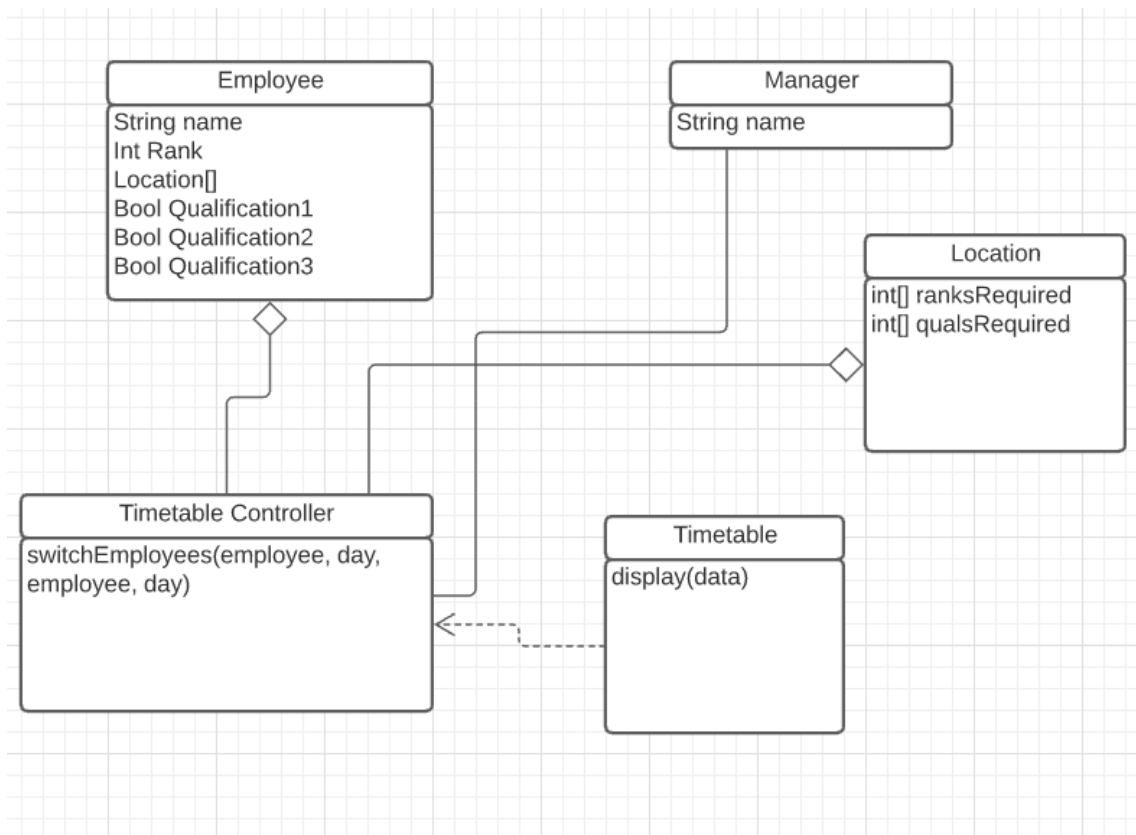 Employee
String name
Int Rank
Location[]
Bool Qualification1
Bool Qualification2
Bool Qualification3
Manager
String name
Location
int[] ranksRequired
int[] qualsRequired
Timetable Controller
switchEmployees(employee, day,
employee, day)
Timetable
display(data)